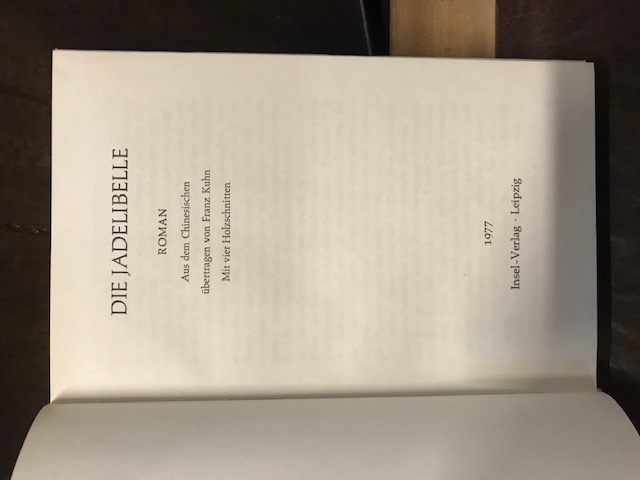 DIE JADELIBELLE
ROMAN
Aus dem Chinesischen
übertragen von Franz Kuhn
Mit vier Holzschnitten
1977
Insel-Verlag · Leipzig